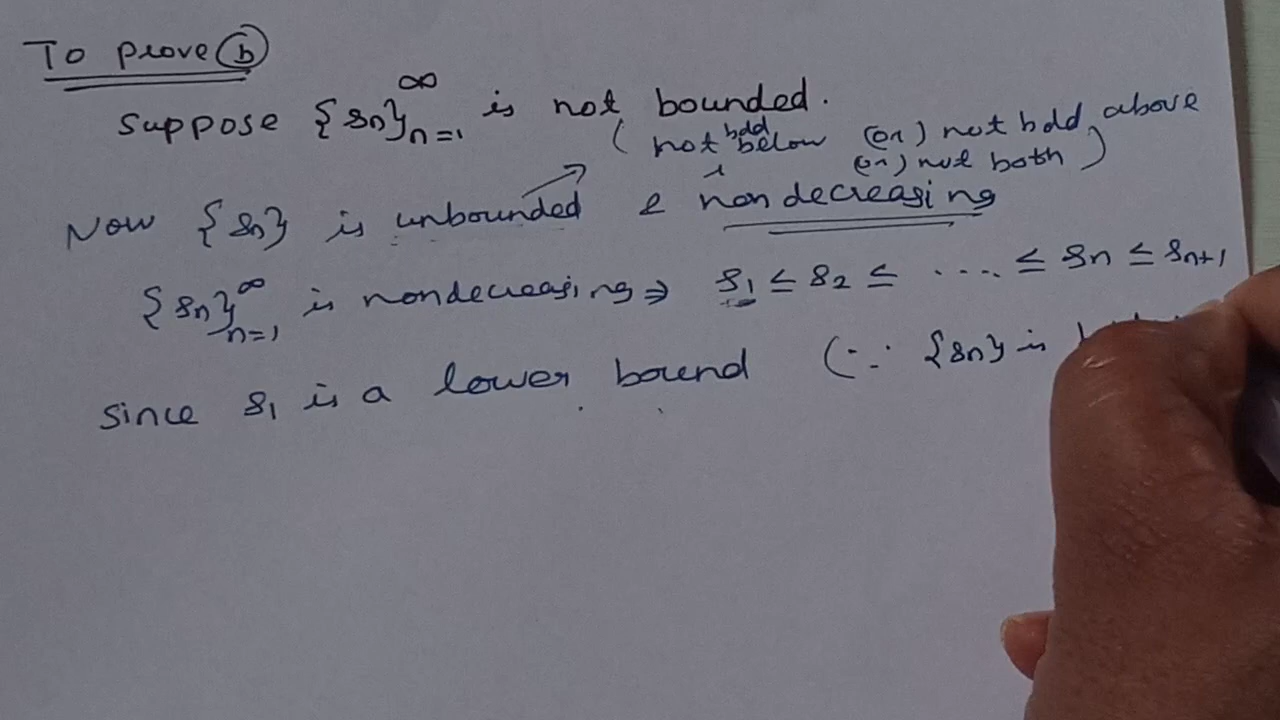 To prove (b)
Suppose {sn}∞n=1 is not bounded.
(not bdd below (or) not bdd above
(or) not both)
Now {sn} is unbounded & nondecreasing
{sn}∞n=1 is nondecreasing ⇒ s1 ≤ s2 ≤ .... ≤ sn ≤ sn+1
since s1 is a lower bound (∵ {sn} is